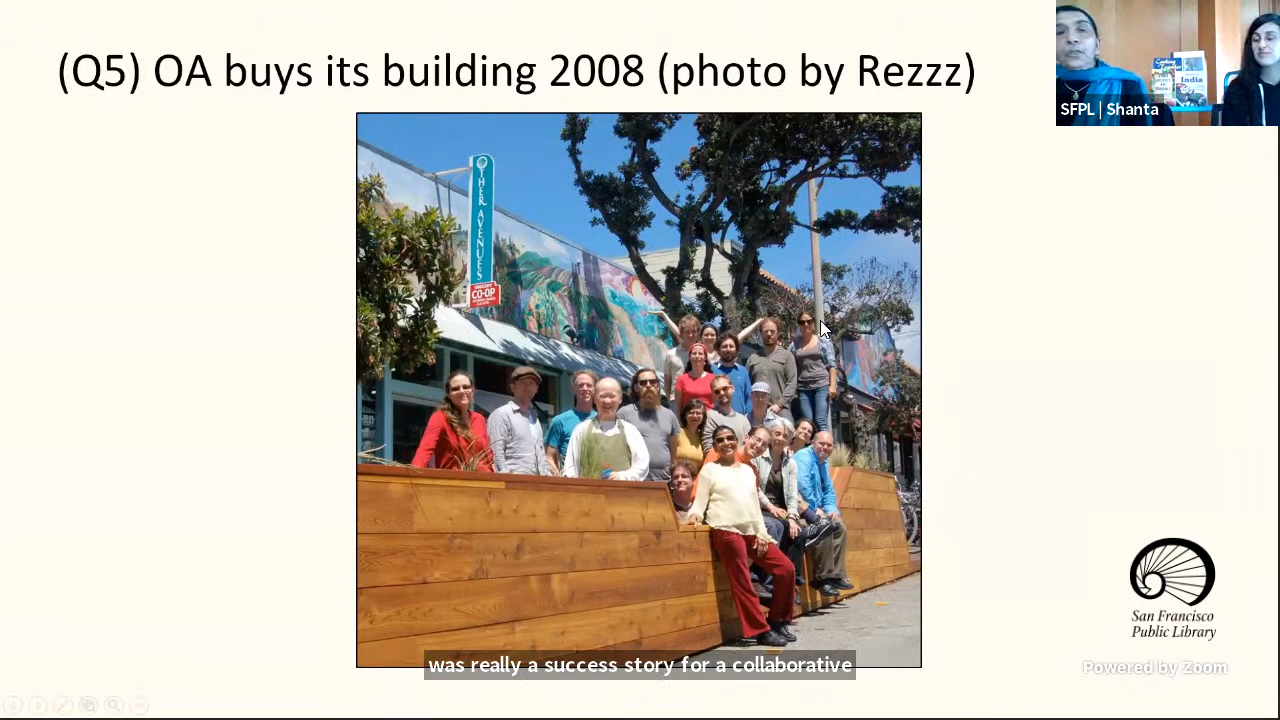 (Q5) OA buys its building 2008 (photo by Rezzz)
SFPL | Shanta
India
OTHER AVENUES
GROCERY
CO-OP
San Francisco
Public Library
was really a success story for a collaborative
Powered by Zoom